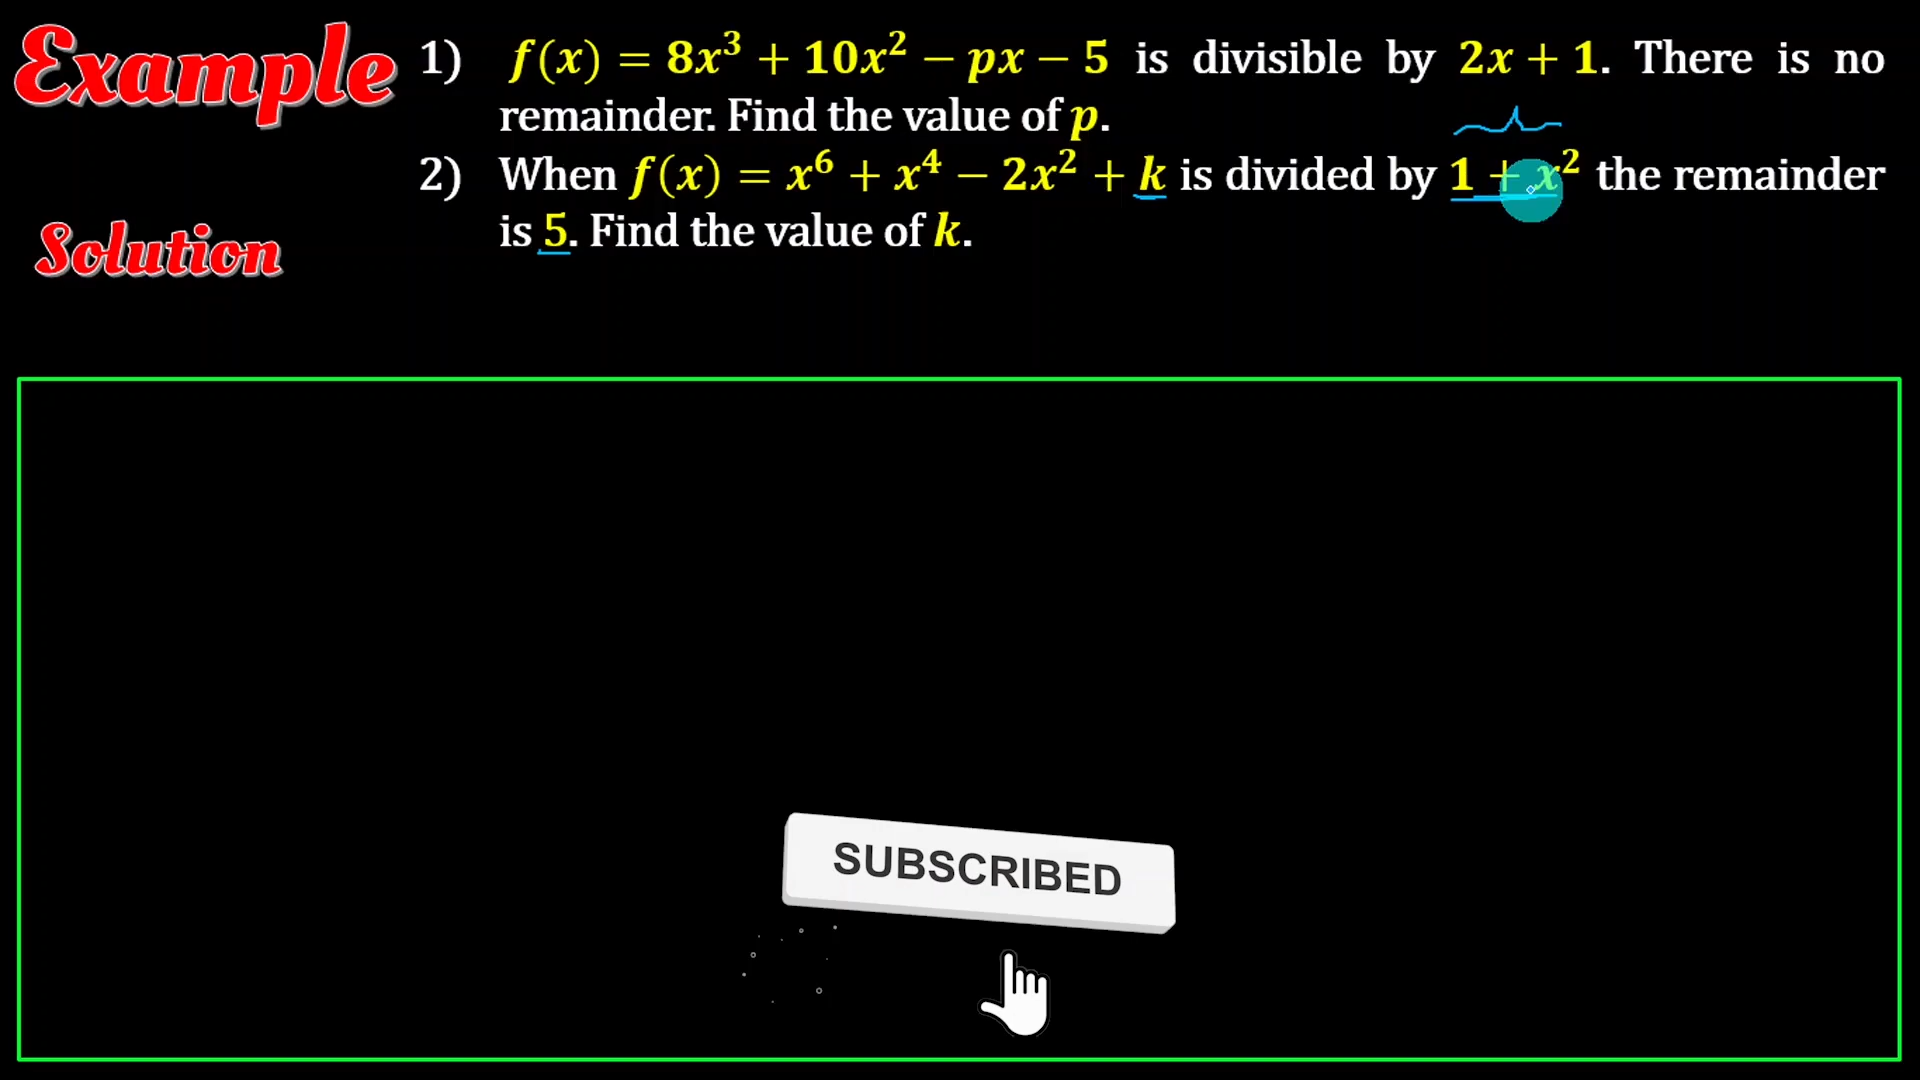 Example
1) f(x) = 8x³ + 10x² − px − 5 is divisible by 2x + 1. There is no
remainder. Find the value of p.
2) When f(x) = x⁶ + x⁴ − 2x² + k is divided by 1 + x² the remainder
is 5. Find the value of k.
Solution
SUBSCRIBED